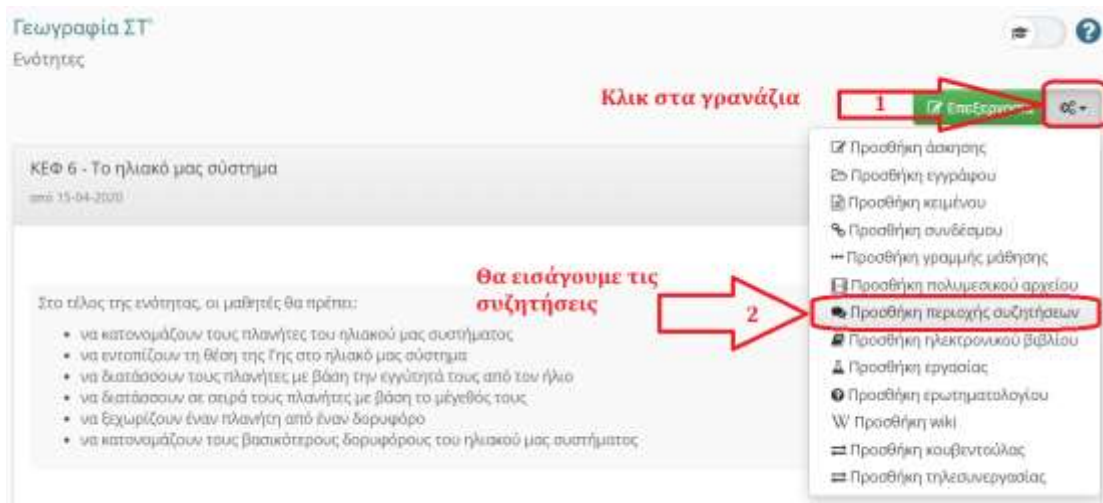 Γεωγραφία ΣΤ΄
Ενότητες
Κλικ στα γρανάζια
1
Επεξεργασία
ΚΕΦ 6 - Το ηλιακό μας σύστημα
από 15-04-2020
Προσθήκη άσκησης
Προσθήκη εγγράφου
Προσθήκη κειμένου
Προσθήκη συνδέσμου
Προσθήκη γραμμής μάθησης
Προσθήκη πολυμεσικού αρχείου
Προσθήκη περιοχής συζητήσεων
Προσθήκη ηλεκτρονικού βιβλίου
Προσθήκη εργασίας
Προσθήκη ερωτηματολογίου
Προσθήκη wiki
Προσθήκη κουβεντούλας
Προσθήκη τηλεσυνεργασίας
Θα εισάγουμε τις
συζητήσεις
2
Στο τέλος της ενότητας, οι μαθητές θα πρέπει:
• να κατονομάζουν τους πλανήτες του ηλιακού μας συστήματος
• να εντοπίζουν τη θέση της Γης στο ηλιακό μας σύστημα
• να διατάσσουν τους πλανήτες με βάση την εγγύτητά τους από τον ήλιο
• να διατάσσουν σε σειρά τους πλανήτες με βάση το μέγεθός τους
• να ξεχωρίζουν έναν πλανήτη από έναν δορυφόρο
• να κατονομάζουν τους βασικότερους δορυφόρους του ηλιακού μας συστήματος